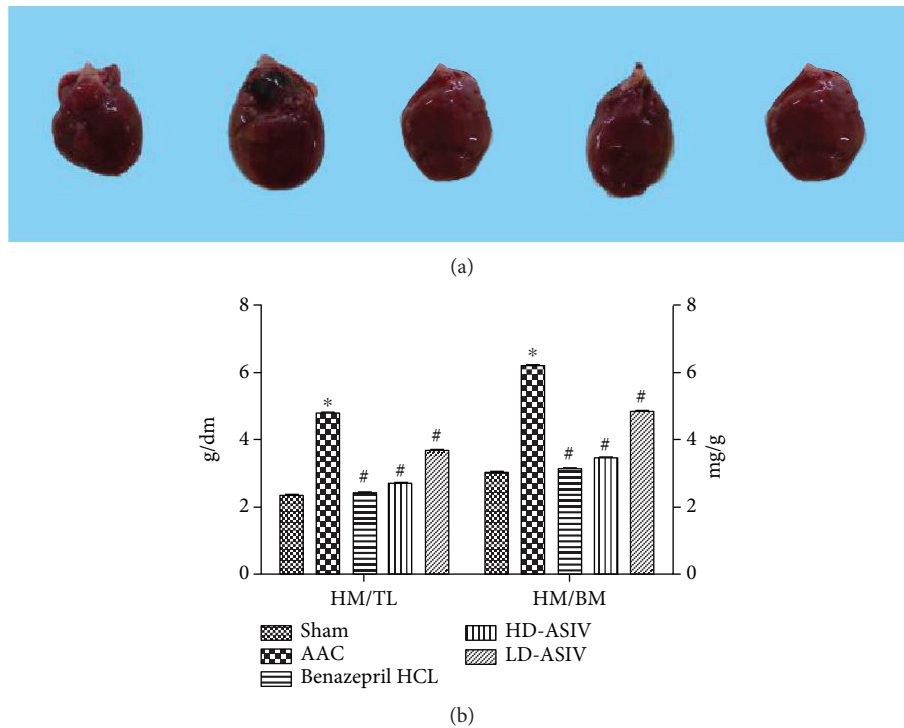 (a)
8
6
4
2
0
g/dm
*
#
#
#
*
#
#
#
8
6
4
2
0
mg/g
HM/TL
HM/BM
Sham
AAC
Benazepril HCL
HD-ASIV
LD-ASIV
(b)